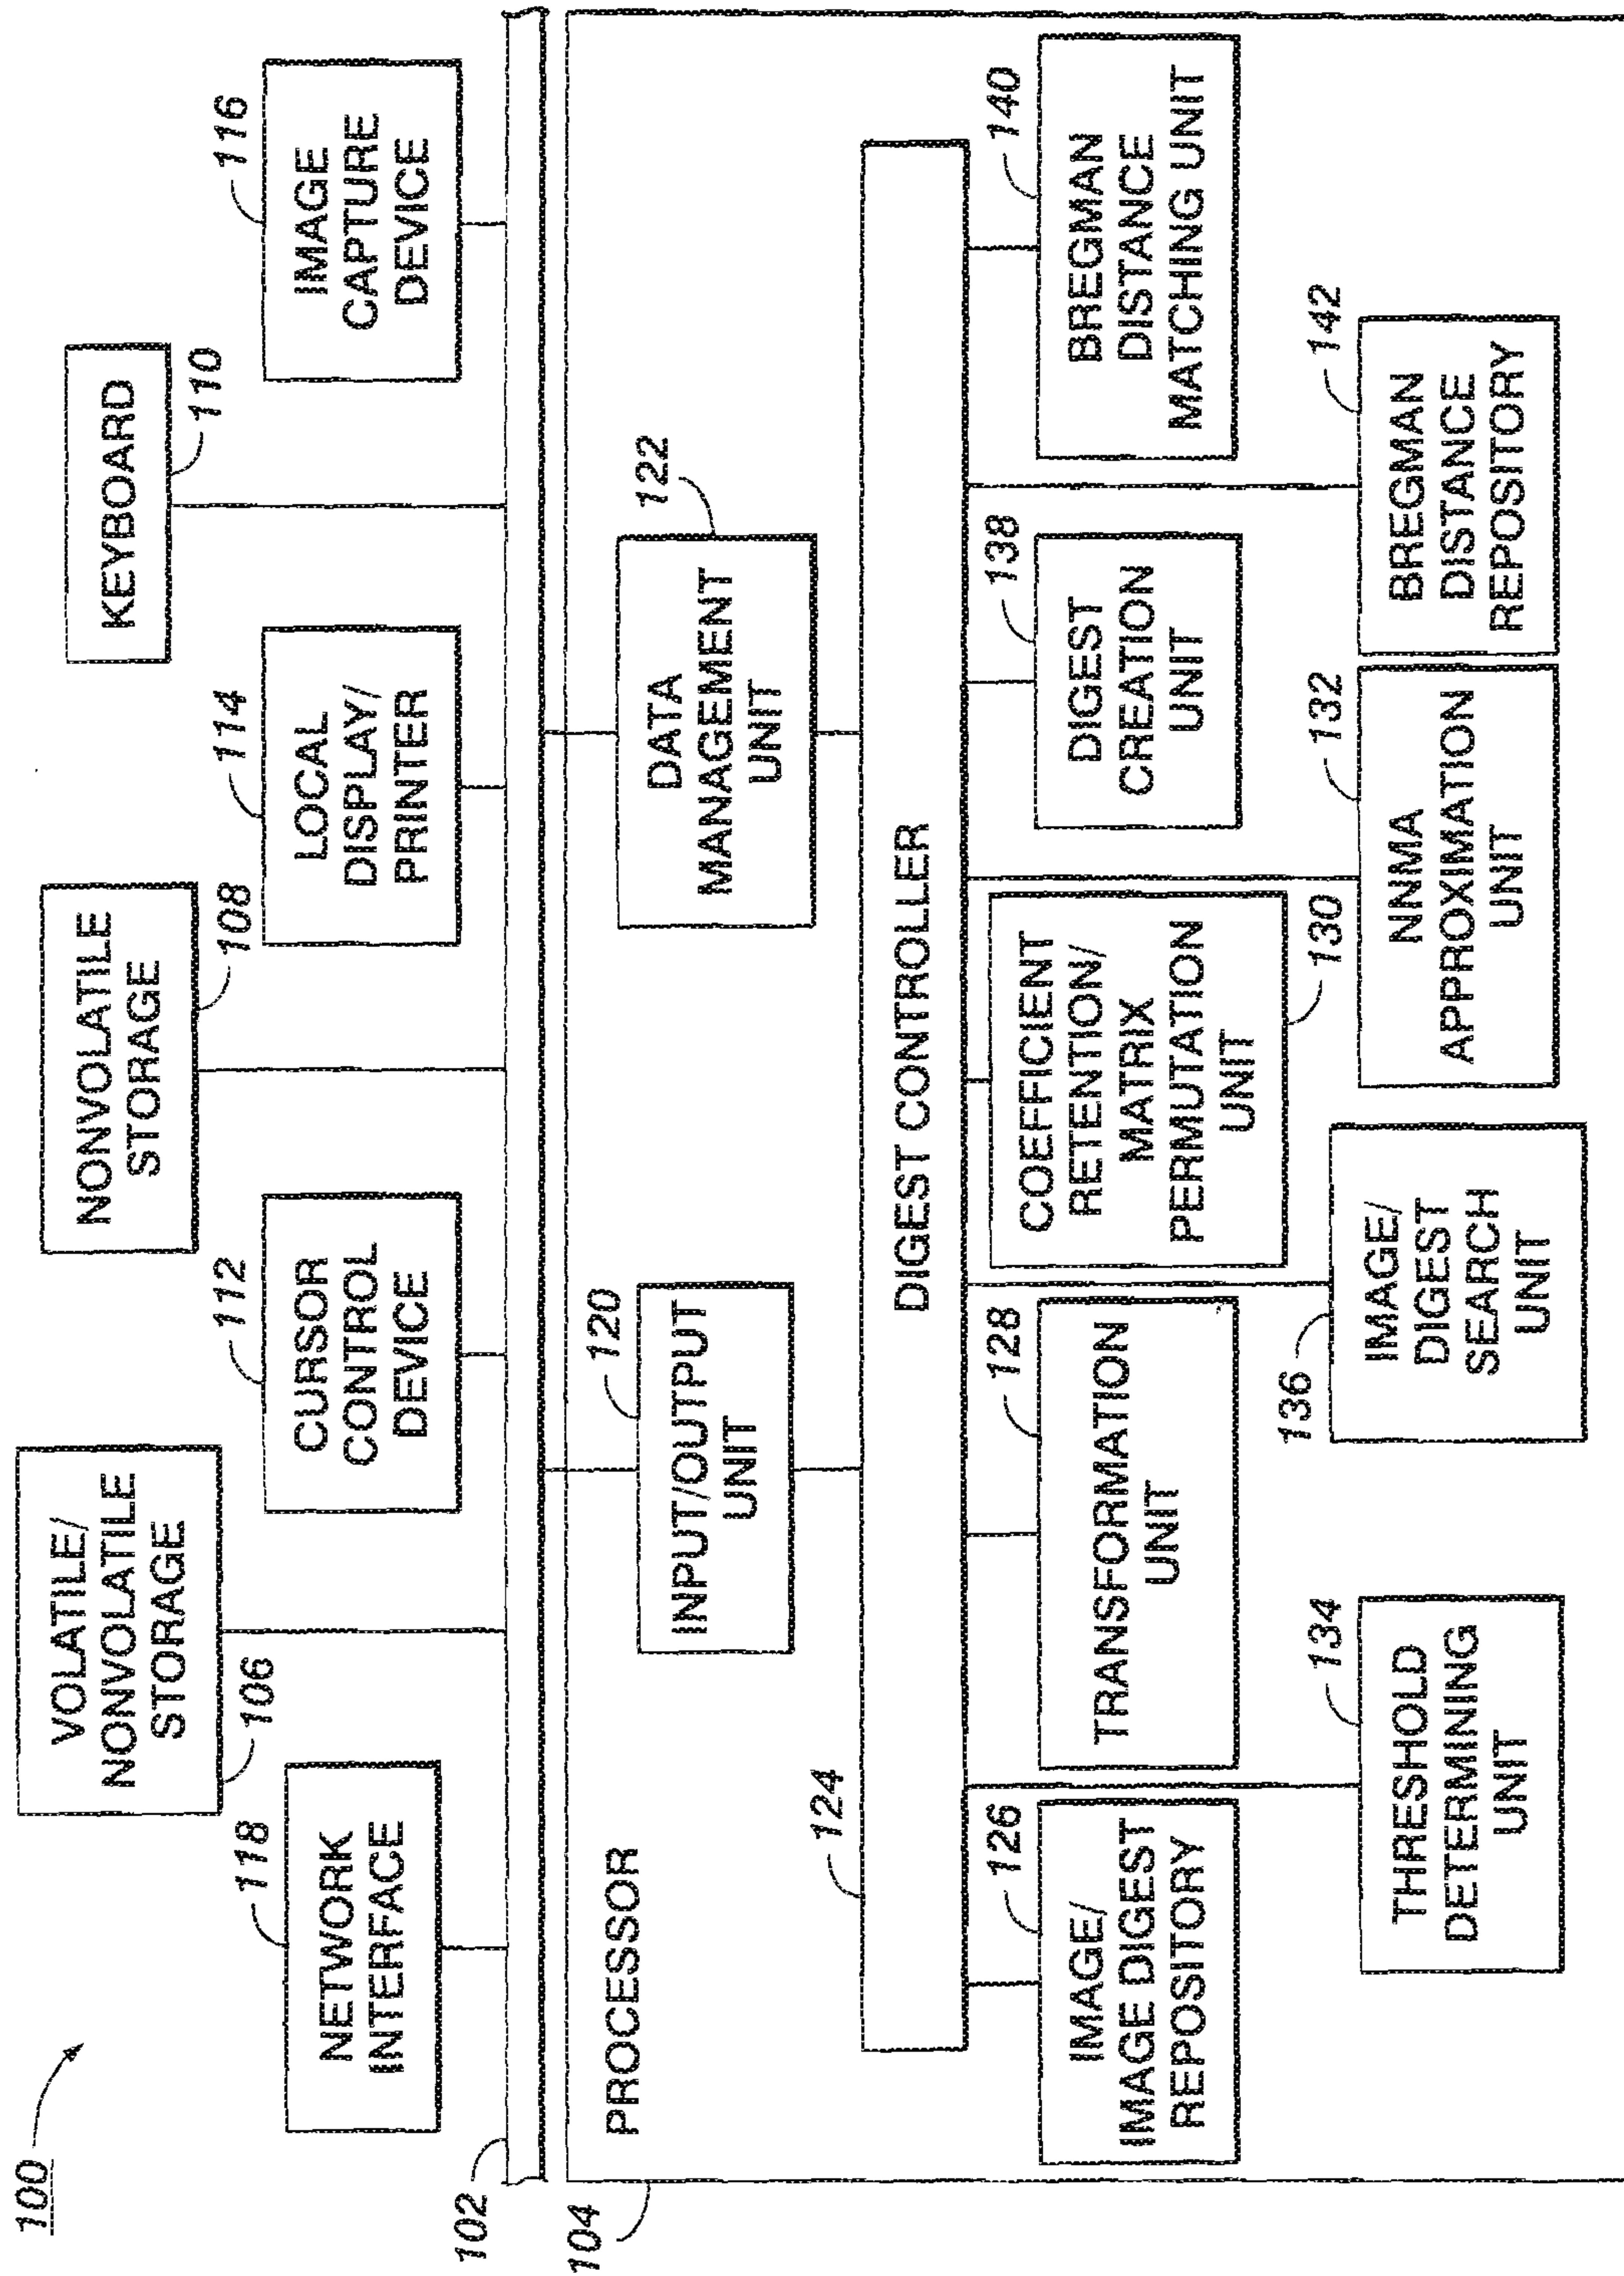 100
VOLATILE/
NONVOLATILE
STORAGE
106
NONVOLATILE
STORAGE
108
KEYBOARD
110
118
NETWORK
INTERFACE
112
CURSOR
CONTROL
DEVICE
114
LOCAL
DISPLAY/
PRINTER
116
IMAGE
CAPTURE
DEVICE
102
104
PROCESSOR
120
INPUT/OUTPUT
UNIT
DATA
MANAGEMENT
UNIT
122
124
DIGEST CONTROLLER
126
IMAGE/
IMAGE DIGEST
REPOSITORY
128
TRANSFORMATION
UNIT
COEFFICIENT
RETENTION/
MATRIX
PERMUTATION
UNIT
130
138
DIGEST
CREATION
UNIT
140
BREGMAN
DISTANCE
MATCHING UNIT
134
THRESHOLD
DETERMINING
UNIT
136
IMAGE/
DIGEST
SEARCH
UNIT
132
NNMA
APPROXIMATION
UNIT
142
BREGMAN
DISTANCE
REPOSITORY